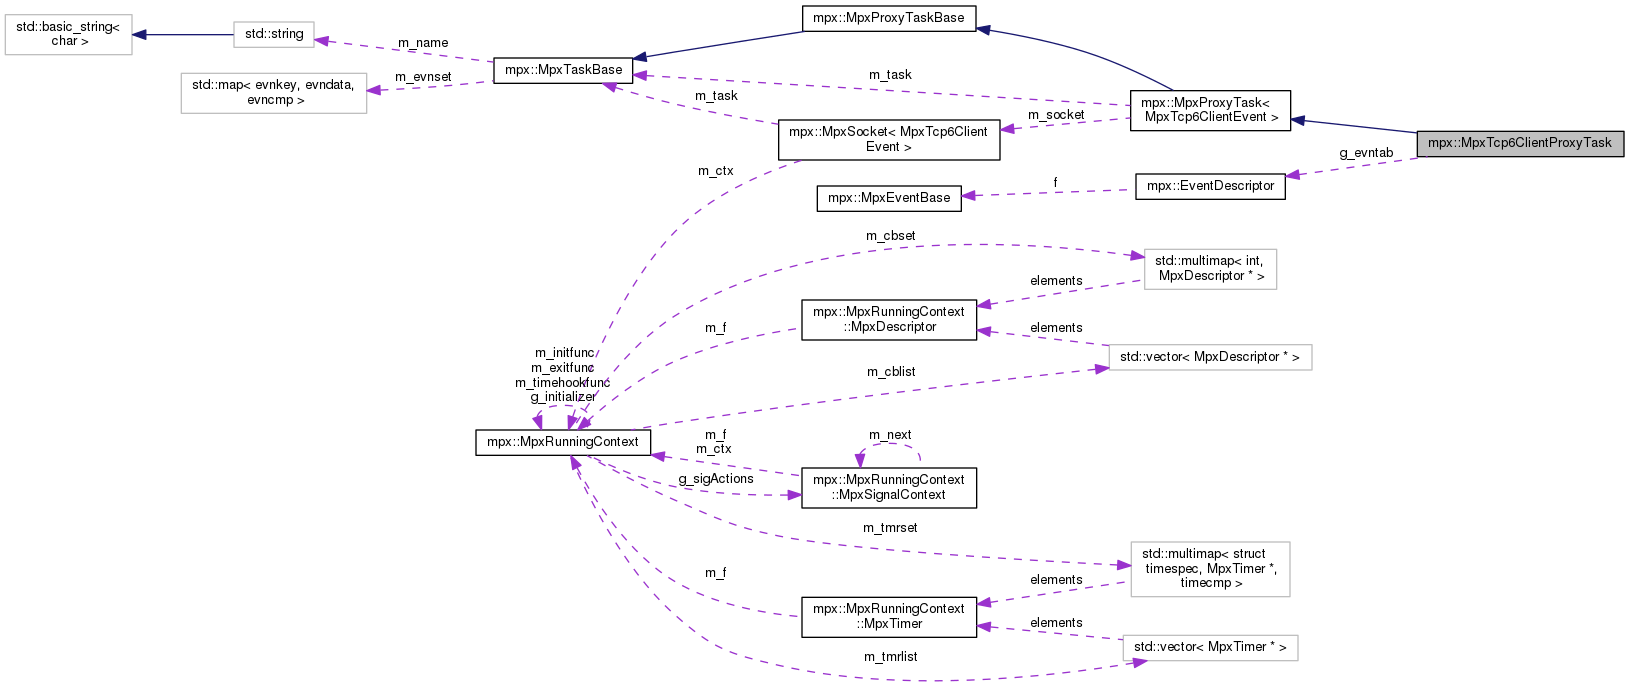 std::basic_string<
char >
std::string
m_name
std::map< evnkey, evndata,
evncmp >
m_evnset
mpx::MpxTaskBase
mpx::MpxProxyTaskBase
m_task
m_task
mpx::MpxSocket< MpxTcp6Client
Event >
m_socket
mpx::MpxProxyTask<
MpxTcp6ClientEvent >
mpx::MpxTcp6ClientProxyTask
g_evntab
mpx::EventDescriptor
f
mpx::MpxEventBase
m_ctx
m_cbset
std::multimap< int,
MpxDescriptor * >
elements
mpx::MpxRunningContext
::MpxDescriptor
m_f
elements
std::vector< MpxDescriptor * >
m_cblist
m_initfunc
m_exitfunc
m_timehookfunc
g_initializer
mpx::MpxRunningContext
m_f
m_ctx
m_next
g_sigActions
mpx::MpxRunningContext
::MpxSignalContext
m_tmrset
std::multimap< struct
timespec, MpxTimer *,
timecmp >
elements
m_f
mpx::MpxRunningContext
::MpxTimer
elements
std::vector< MpxTimer * >
m_tmrlist